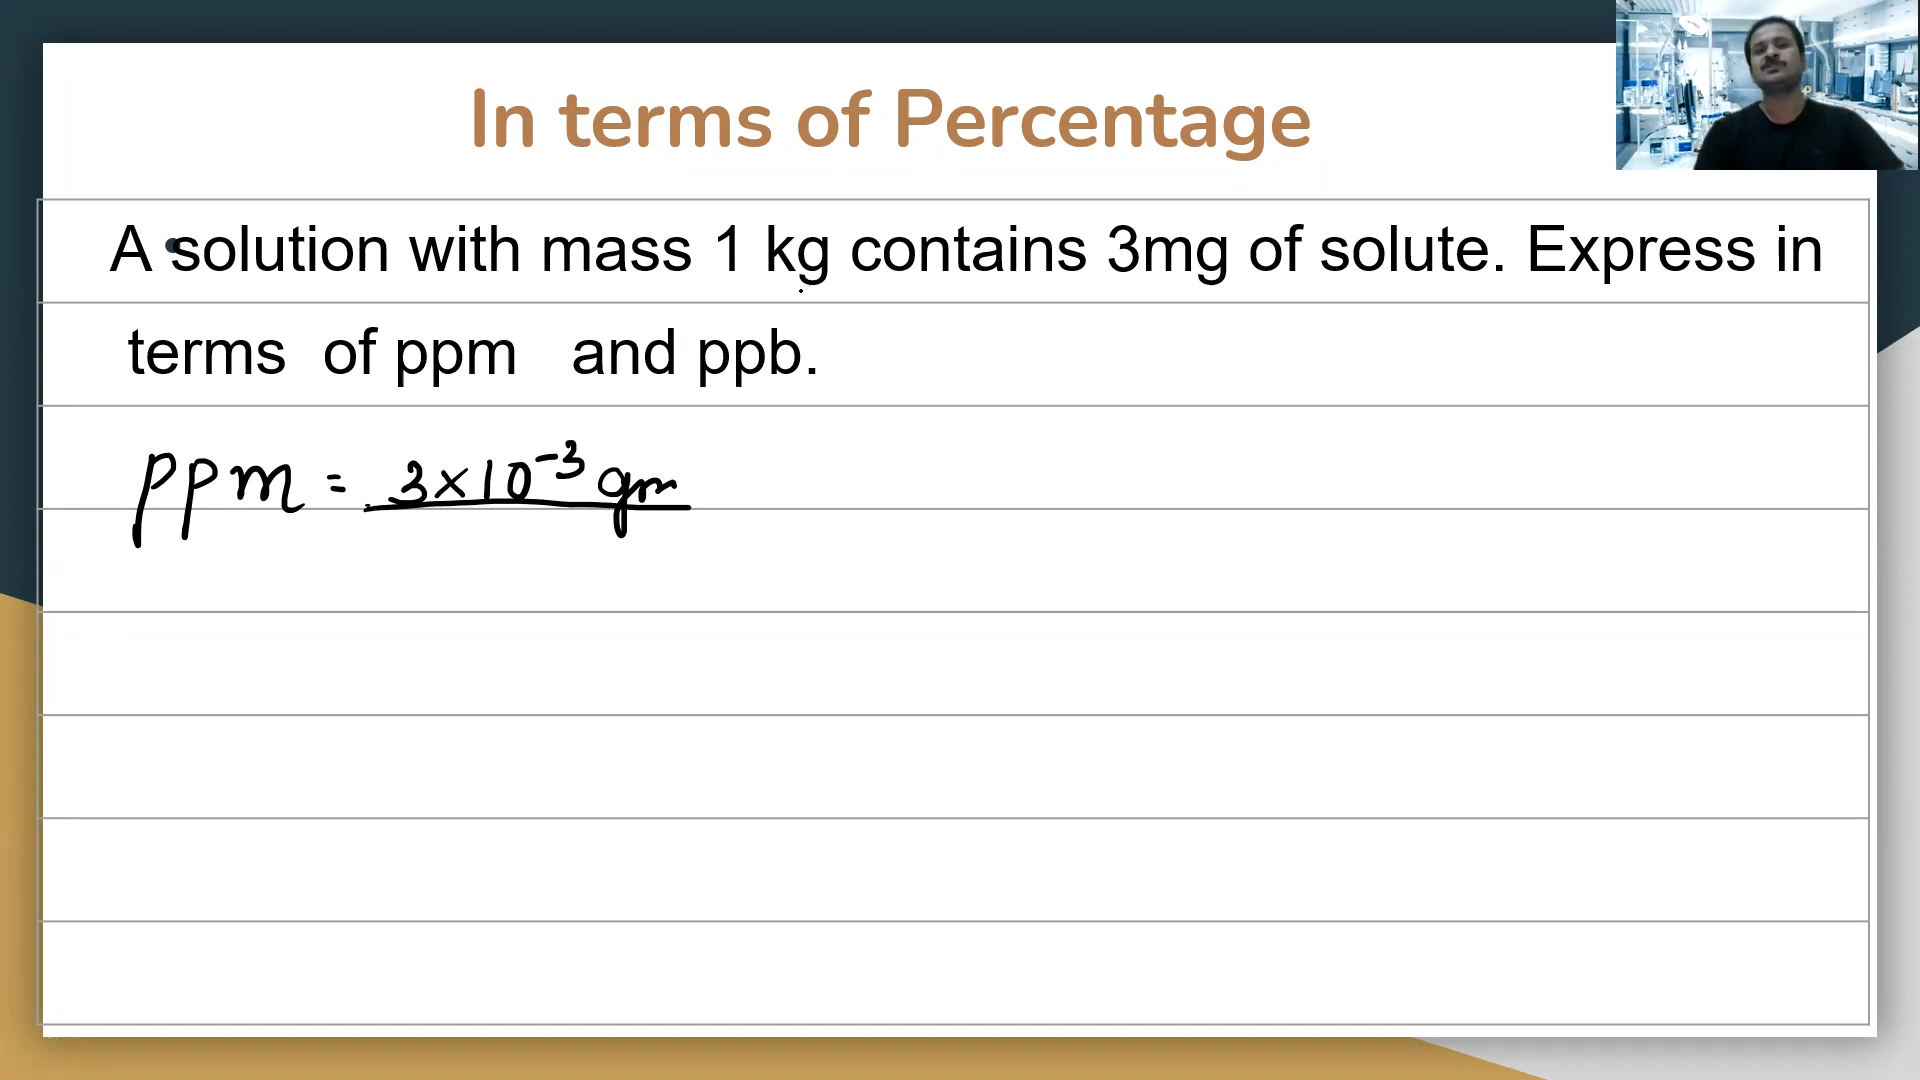 In terms of Percentage
A solution with mass 1 kg contains 3mg of solute. Express in
terms of ppm and ppb.
ppm = 3×10⁻³ gm